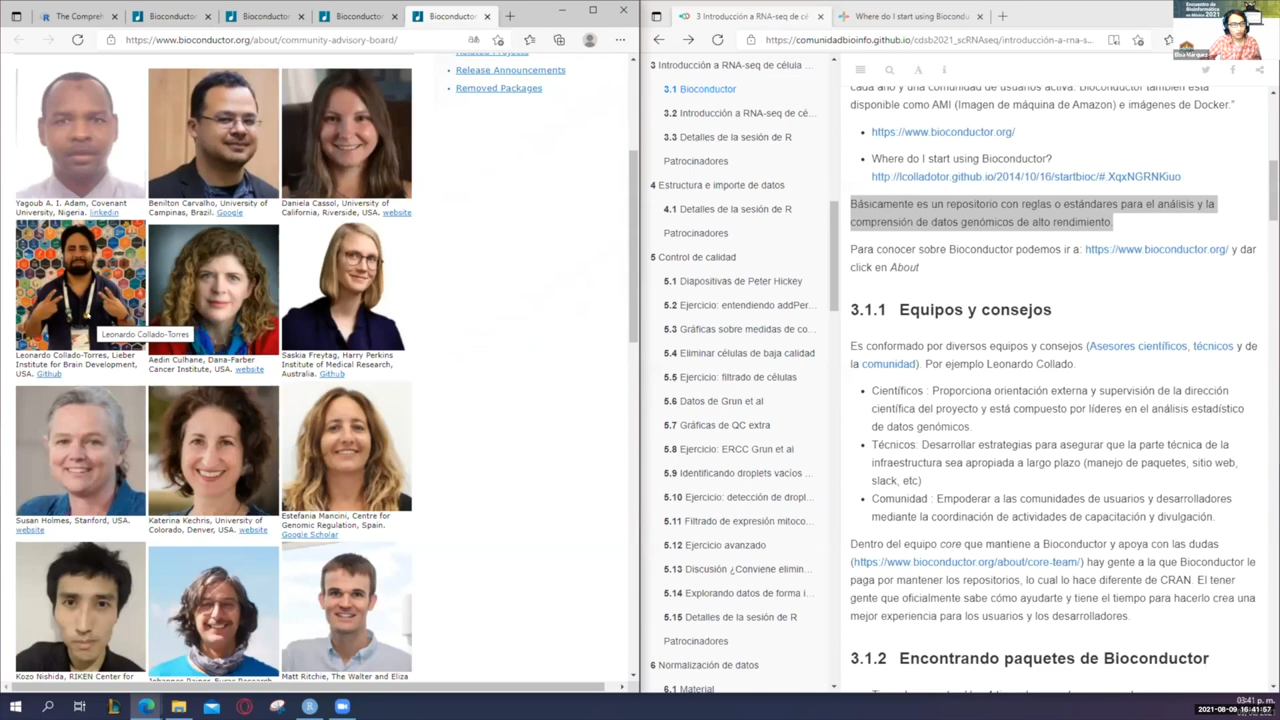 The Compreh
Bioconductor
Bioconductor
Bioconductor
Bioconductor
https://www.bioconductor.org/about/community-advisory-board/
Related Projects
Release Announcements
Removed Packages
Yagoub A. I. Adam, Covenant
University, Nigeria. linkedin
Benilton Carvalho, University of
Campinas, Brazil. Google
Daniela Cassol, University of
California, Riverside, USA. website
Leonardo Collado-Torres
Leonardo Collado-Torres, Lieber
Institute for Brain Development,
USA. Github
Aedin Culhane, Dana-Farber
Cancer Institute, USA. website
Saskia Freytag, Harry Perkins
Institute of Medical Research,
Australia. Github
Susan Holmes, Stanford, USA.
website
Katerina Kechris, University of
Colorado, Denver, USA. website
Estefania Mancini, Centre for
Genomic Regulation, Spain.
Google Scholar
Kozo Nishida, RIKEN Center for
Matt Ritchie, The Walter and Eliza
3 Introducción a RNA-seq de cé
Where do I start using Bioconduc
https://comunidadbioinfo.github.io/cdsb2021_scRNAseq/introducción-a-rna-s...
Encuentro de
Bioinformática
en México
2021
Elisa Márquez
3 Introducción a RNA-seq de célula
3.1 Bioconductor
3.2 Introducción a RNA-seq de cé...
3.3 Detalles de la sesión de R
Patrocinadores
4 Estructura e importe de datos
4.1 Detalles de la sesión de R
Patrocinadores
5 Control de calidad
5.1 Diapositivas de Peter Hickey
5.2 Ejercicio: entendiendo addPer...
5.3 Gráficas sobre medidas de co...
5.4 Eliminar células de baja calidad
5.5 Ejercicio: filtrado de células
5.6 Datos de Grun et al
5.7 Gráficas de QC extra
5.8 Ejercicio: ERCC Grun et al
5.9 Identificando droplets vacíos ...
5.10 Ejercicio: detección de dropl...
5.11 Filtrado de expresión mitoco...
5.12 Ejercicio avanzado
5.13 Discusión ¿Conviene elimin...
5.14 Explorando datos de forma i...
5.15 Detalles de la sesión de R
Patrocinadores
6 Normalización de datos
6.1 Material
cada año y una comunidad de usuarios activa. Bioconductor también está
disponible como AMI (Imagen de máquina de Amazon) e imágenes de Docker.”
• https://www.bioconductor.org/
• Where do I start using Bioconductor?
http://lcolladotor.github.io/2014/10/16/startbioc/#.XqxNGRNKiuo
Básicamente es un repositorio con reglas o estándares para el análisis y la
comprensión de datos genómicos de alto rendimiento.
Para conocer sobre Bioconductor podemos ir a: https://www.bioconductor.org/ y dar
click en About
3.1.1 Equipos y consejos
Es conformado por diversos equipos y consejos (Asesores científicos, técnicos y de
la comunidad). Por ejemplo Leonardo Collado.
• Científicos : Proporciona orientación externa y supervisión de la dirección
científica del proyecto y está compuesto por líderes en el análisis estadístico
de datos genómicos.
• Técnicos: Desarrollar estrategias para asegurar que la parte técnica de la
infraestructura sea apropiada a largo plazo (manejo de paquetes, sitio web,
slack, etc)
• Comunidad : Empoderar a las comunidades de usuarios y desarrolladores
mediante la coordinación de actividades de capacitación y divulgación.
Dentro del equipo core que mantiene a Bioconductor y apoya con las dudas
(https://www.bioconductor.org/about/core-team/) hay gente a la que Bioconductor le
paga por mantener los repositorios, lo cual lo hace diferente de CRAN. El tener
gente que oficialmente sabe cómo ayudarte y tiene el tiempo para hacerlo crea una
mejor experiencia para los usuarios y los desarrolladores.
3.1.2 Encontrando paquetes de Bioconductor
03:41 p. m.
2021-08-09 16:41:57